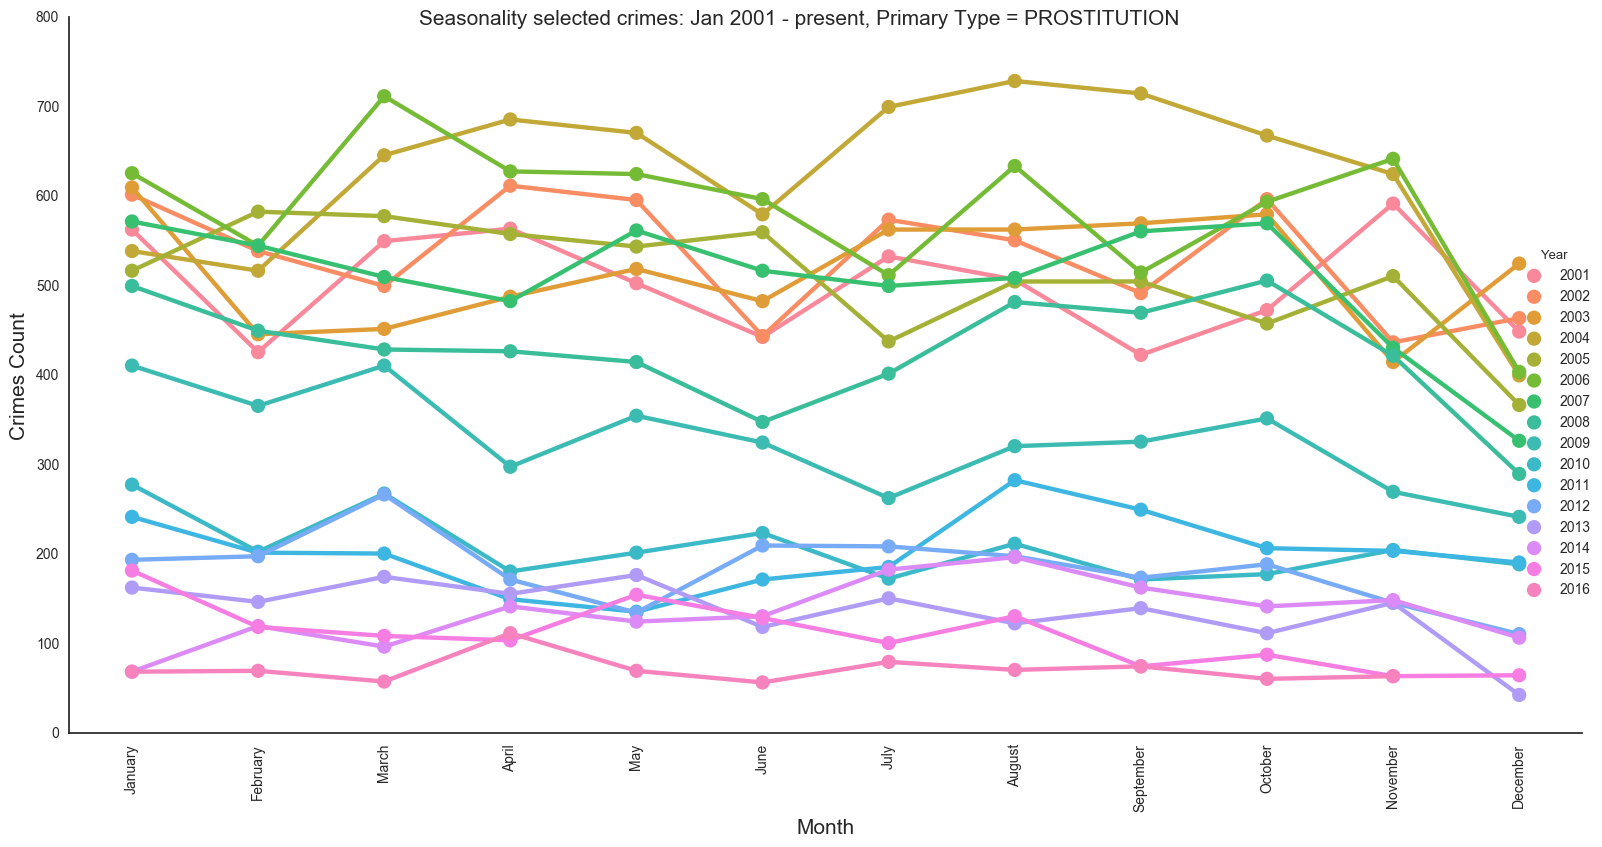 Seasonality selected crimes: Jan 2001 - present, Primary Type = PROSTITUTION
Crimes Count
800
700
600
500
400
300
200
100
0
January
February
March
April
May
June
July
August
September
October
November
December
Month
Year
2001
2002
2003
2004
2005
2006
2007
2008
2009
2010
2011
2012
2013
2014
2015
2016